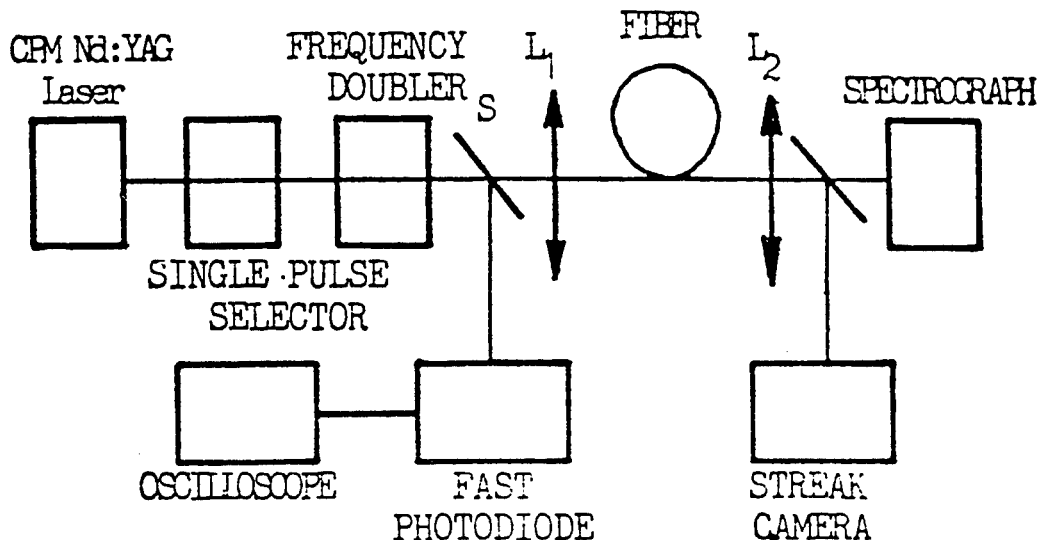 CPM Nd:YAG
Laser
FREQUENCY
DOUBLER
S
L1
FIBER
L2
SPECTROGRAPH
SINGLE-PULSE
SELECTOR
OSCILLOSCOPE
FAST
PHOTODIODE
STREAK
CAMERA